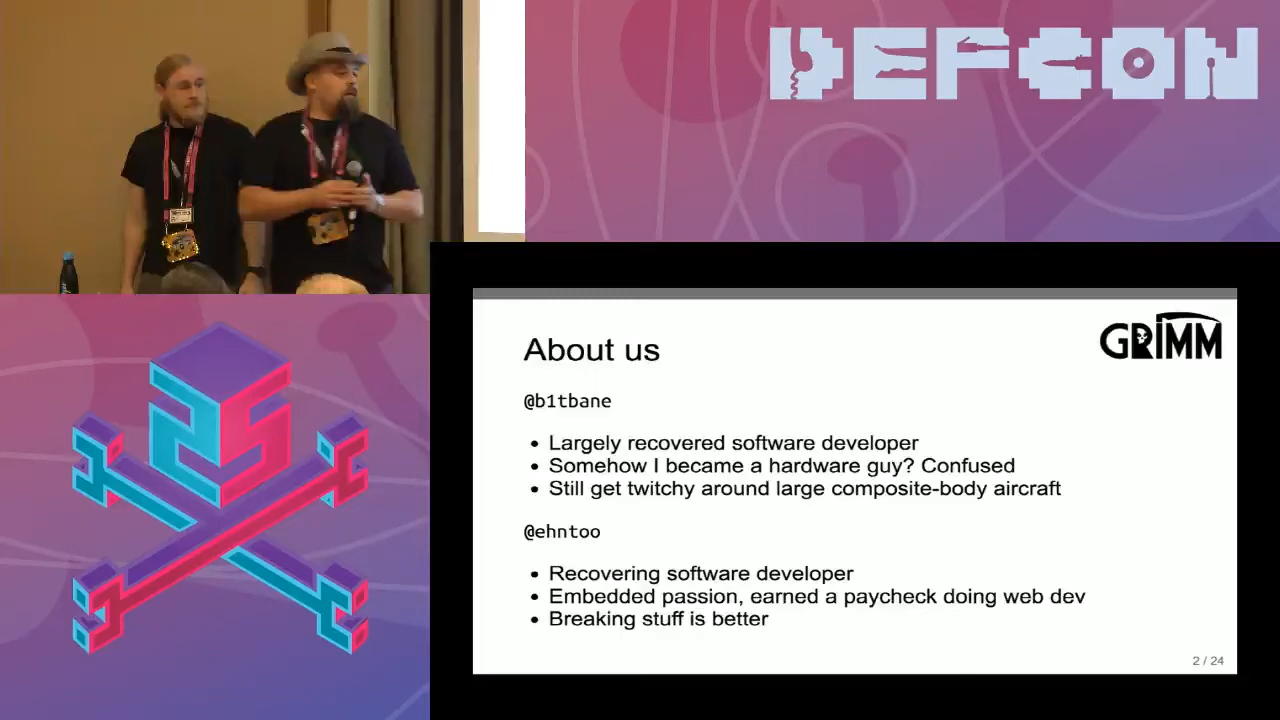 DEFCON
GRIMM
About us
@b1tbane
• Largely recovered software developer
• Somehow I became a hardware guy? Confused
• Still get twitchy around large composite-body aircraft
@ehntoo
• Recovering software developer
• Embedded passion, earned a paycheck doing web dev
• Breaking stuff is better
2 / 24
25